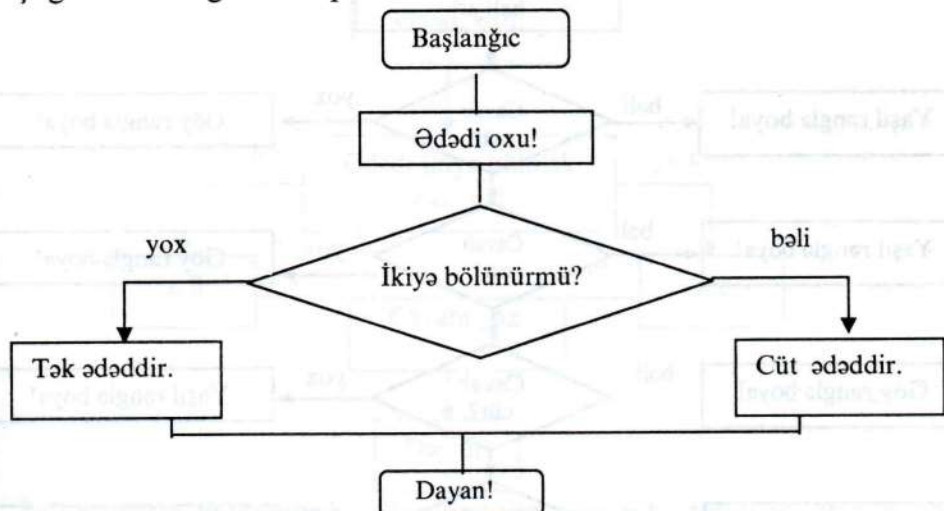 Başlanğıc
Ədədi oxu!
yox
bəli
İkiyə bölünürmü?
Tək ədəddir.
Cüt ədəddir.
Dayan!